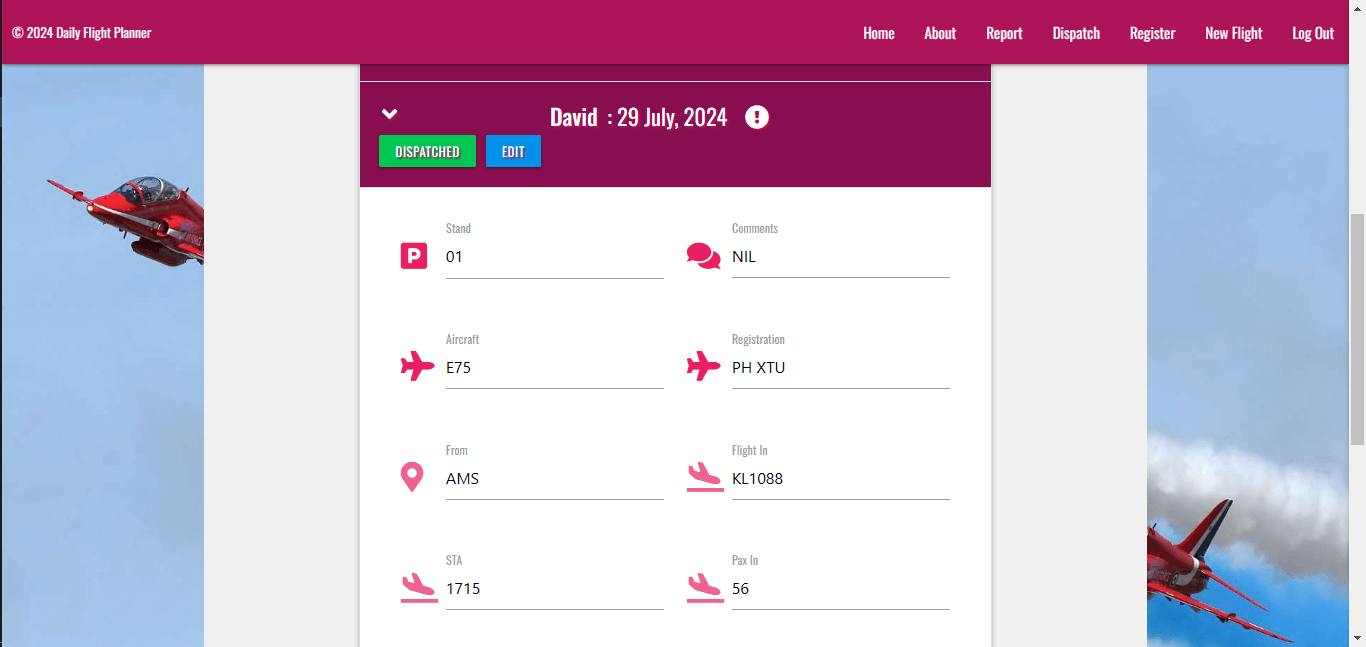 © 2024 Daily Flight Planner
Home About Report Dispatch Register New Flight Log Out
David : 29 July, 2024
DISPATCHED EDIT
Stand Comments
01 NIL
Aircraft Registration
E75 PH XTU
From Flight In
AMS KL1088
STA Pax In
1715 56